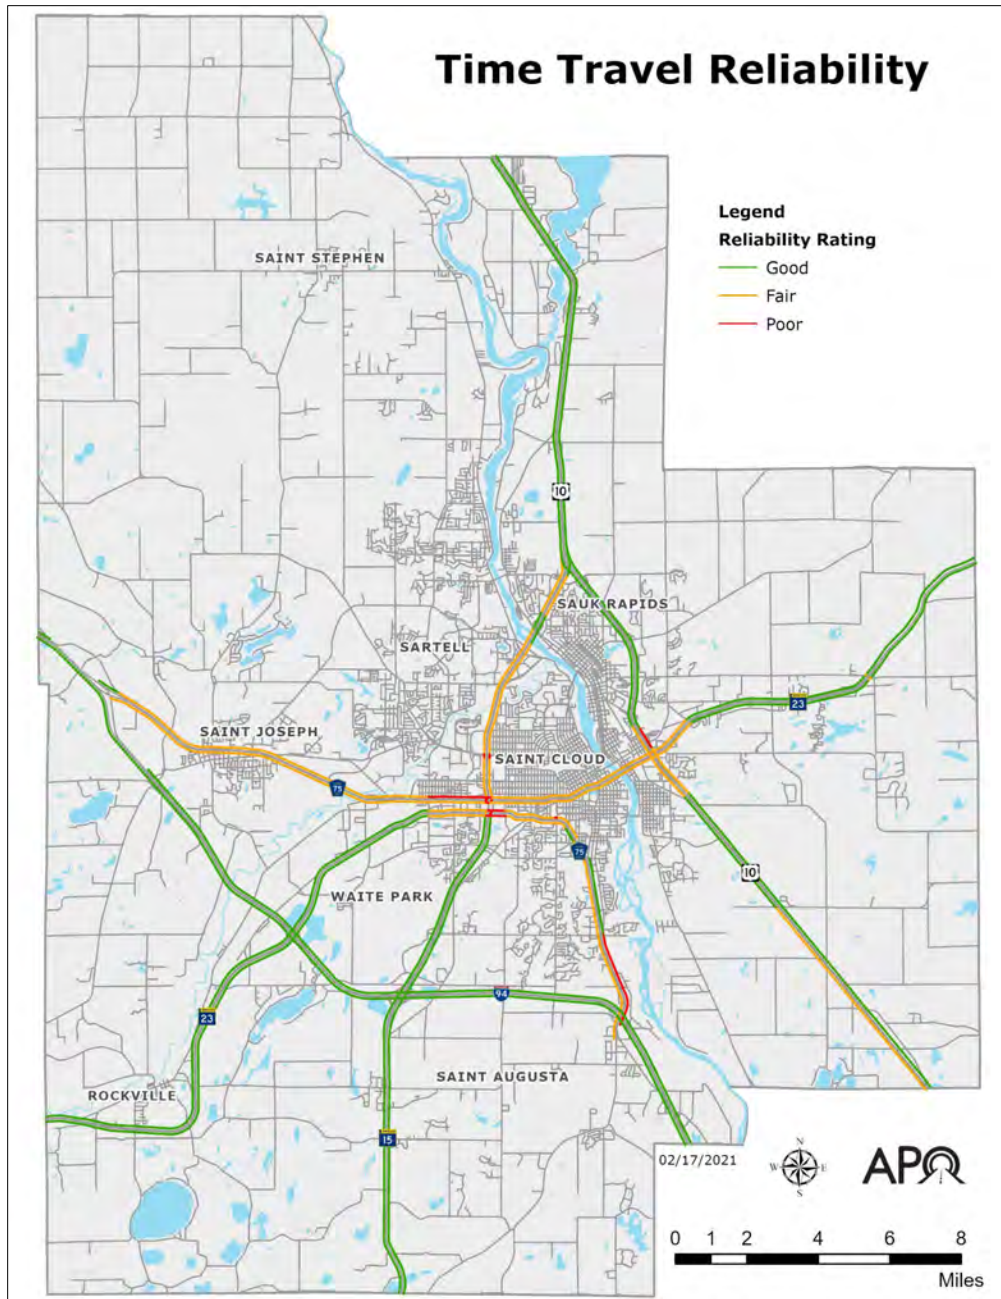 Time Travel Reliability
Legend
Reliability Rating
Good
Fair
Poor
SAINT STEPHEN
10
SAUK RAPIDS
SARTELL
23
SAINT JOSEPH
SAINT CLOUD
75
75
10
WAITE PARK
94
23
SAINT AUGUSTA
ROCKVILLE
15
02/17/2021
N
W E
S
APO
0 1 2 4 6 8
Miles